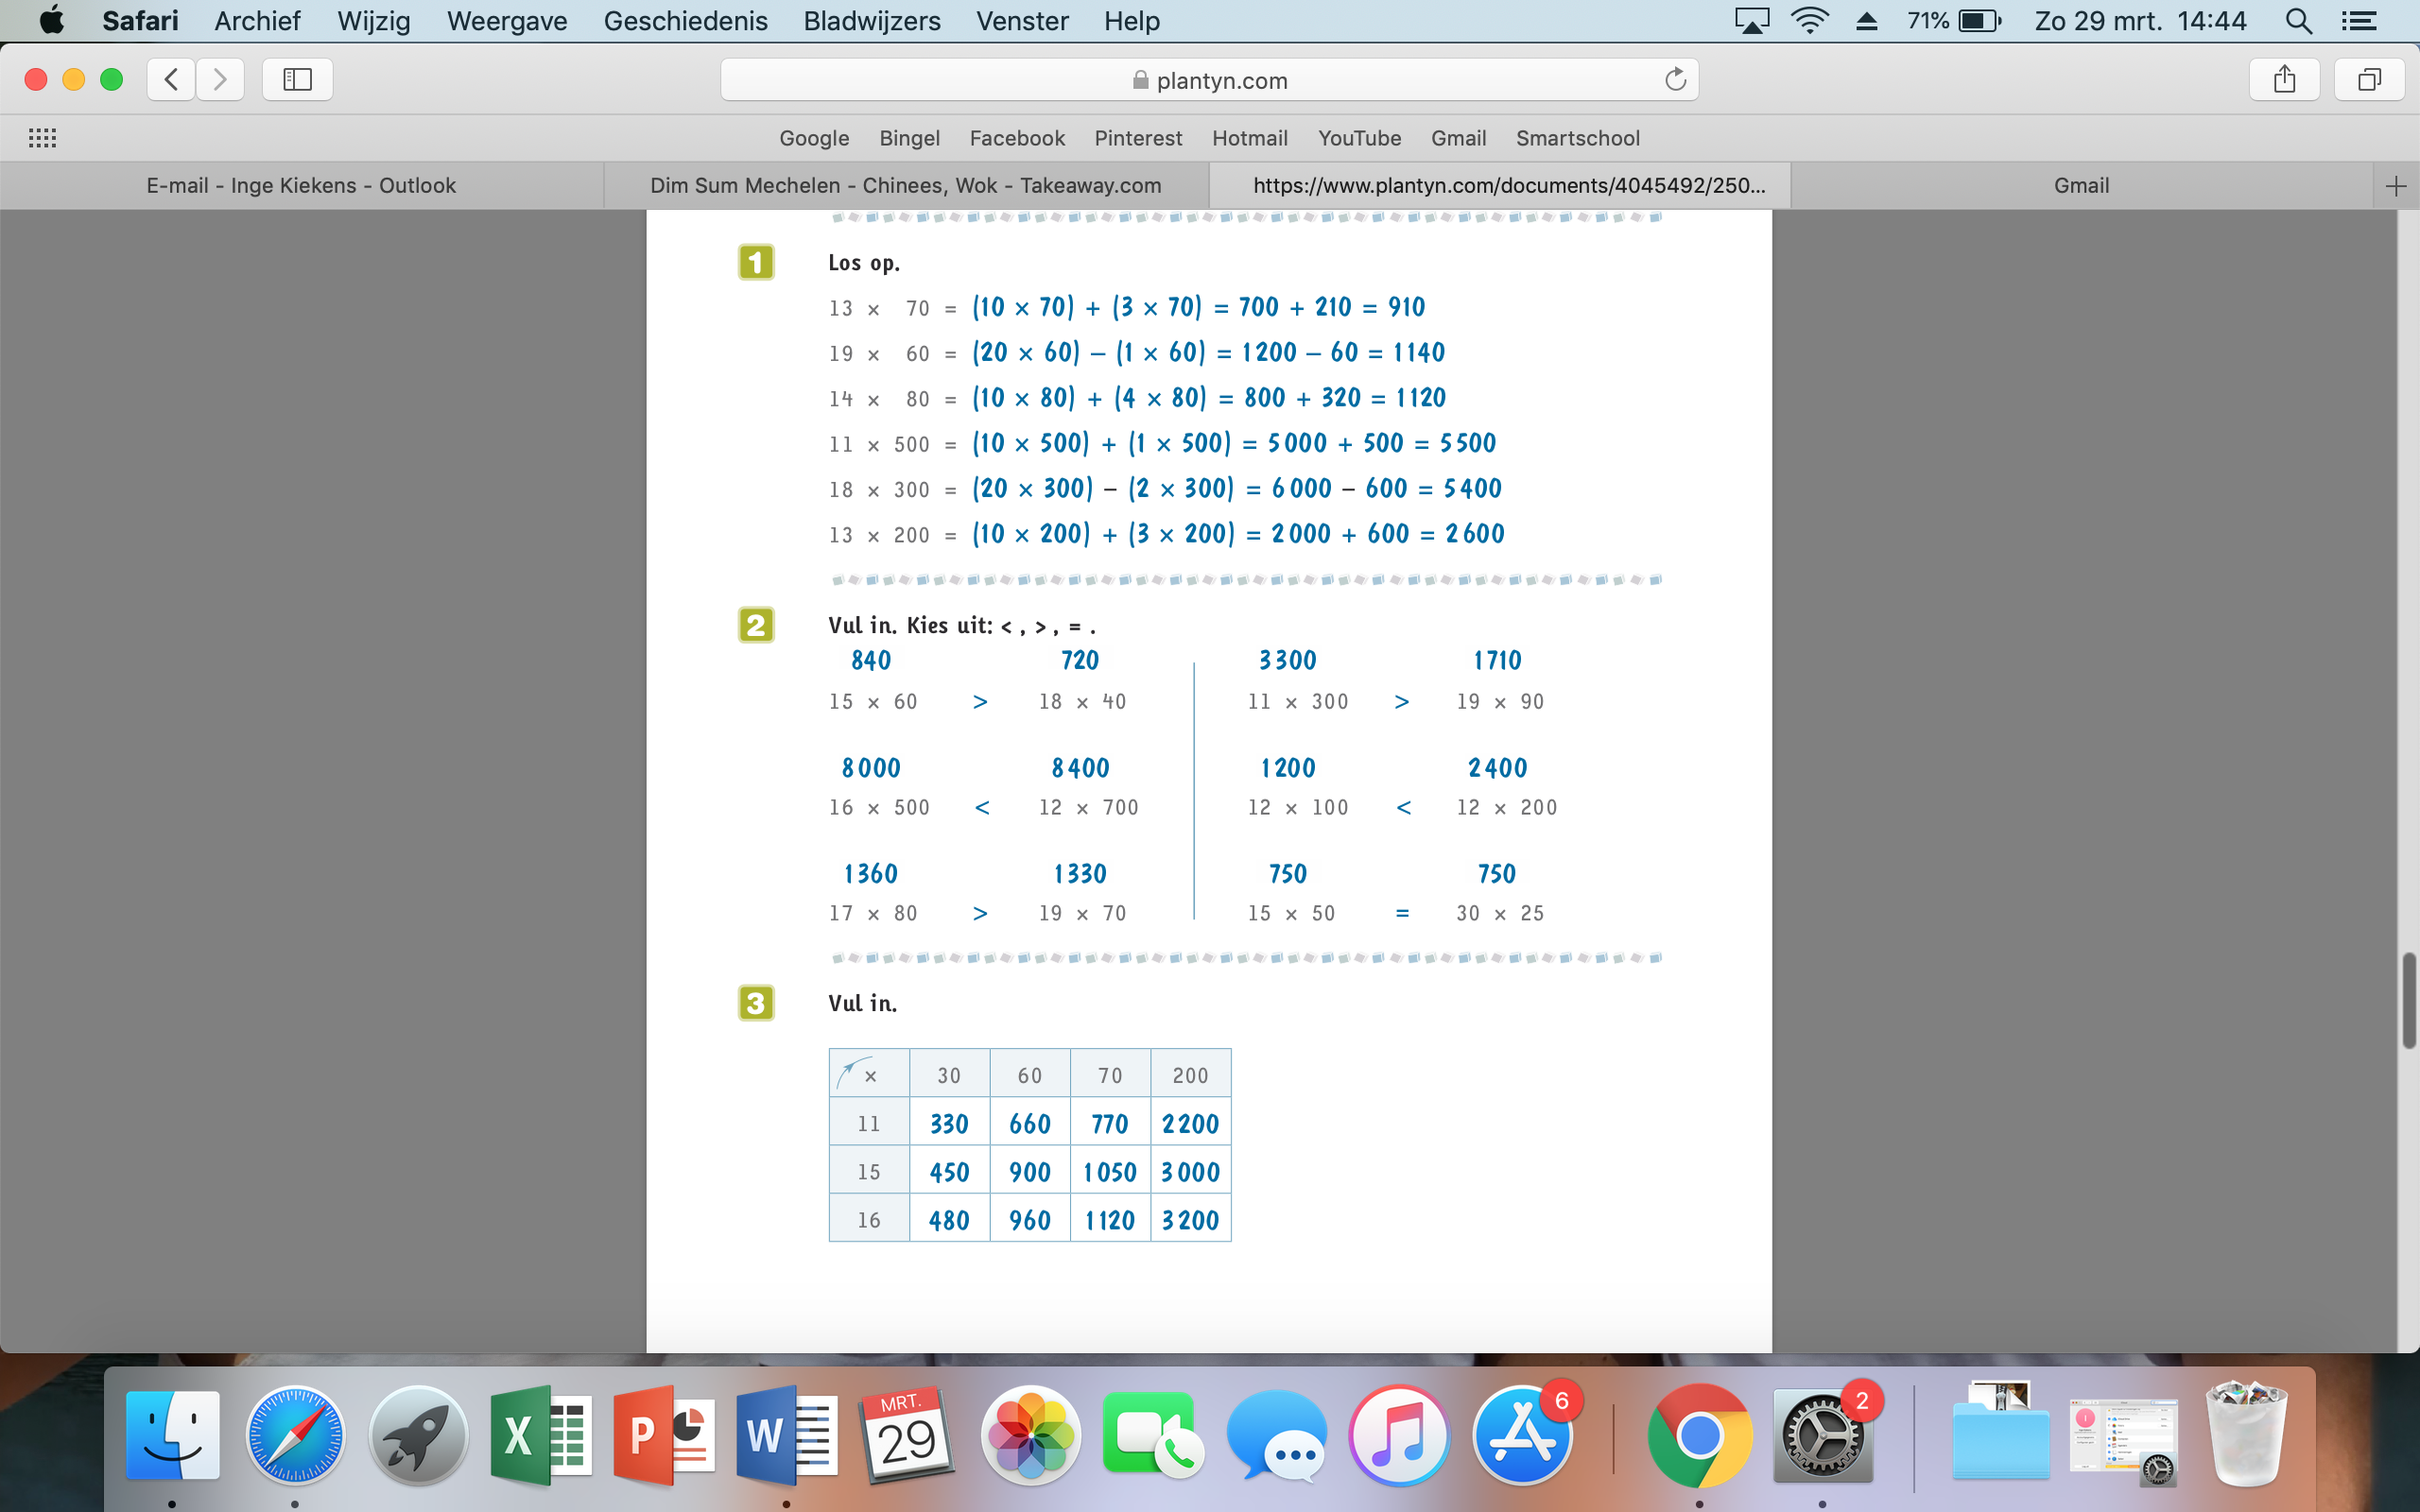 Safari Archief Wijzig Weergave Geschiedenis Bladwijzers Venster Help 71% Zo 29 mrt. 14:44
plantyn.com
Google Bingel Facebook Pinterest Hotmail YouTube Gmail Smartschool
E-mail - Inge Kiekens - Outlook Dim Sum Mechelen - Chinees, Wok - Takeaway.com https://www.plantyn.com/documents/4045492/250... Gmail
1 Los op.
13 × 70 = (10 × 70) + (3 × 70) = 700 + 210 = 910
19 × 60 = (20 × 60) – (1 × 60) = 1200 – 60 = 1140
14 × 80 = (10 × 80) + (4 × 80) = 800 + 320 = 1120
11 × 500 = (10 × 500) + (1 × 500) = 5000 + 500 = 5500
18 × 300 = (20 × 300) – (2 × 300) = 6000 – 600 = 5400
13 × 200 = (10 × 200) + (3 × 200) = 2000 + 600 = 2600
2 Vul in. Kies uit: < , > , = .
840 720 3300 1710
15 × 60 > 18 × 40 11 × 300 > 19 × 90
8000 8400 1200 2400
16 × 500 < 12 × 700 12 × 100 < 12 × 200
1360 1330 750 750
17 × 80 > 19 × 70 15 × 50 = 30 × 25
3 Vul in.
× 30 60 70 200
11 330 660 770 2200
15 450 900 1050 3000
16 480 960 1120 3200
MRT.
29
X P W 6 2